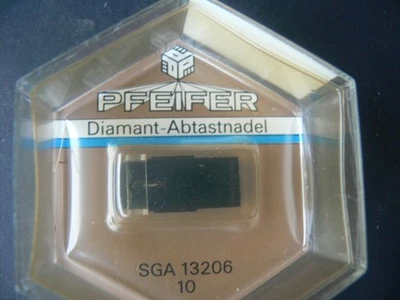 PFEIFER
Diamant-Abtastnadel
SGA 13206
10